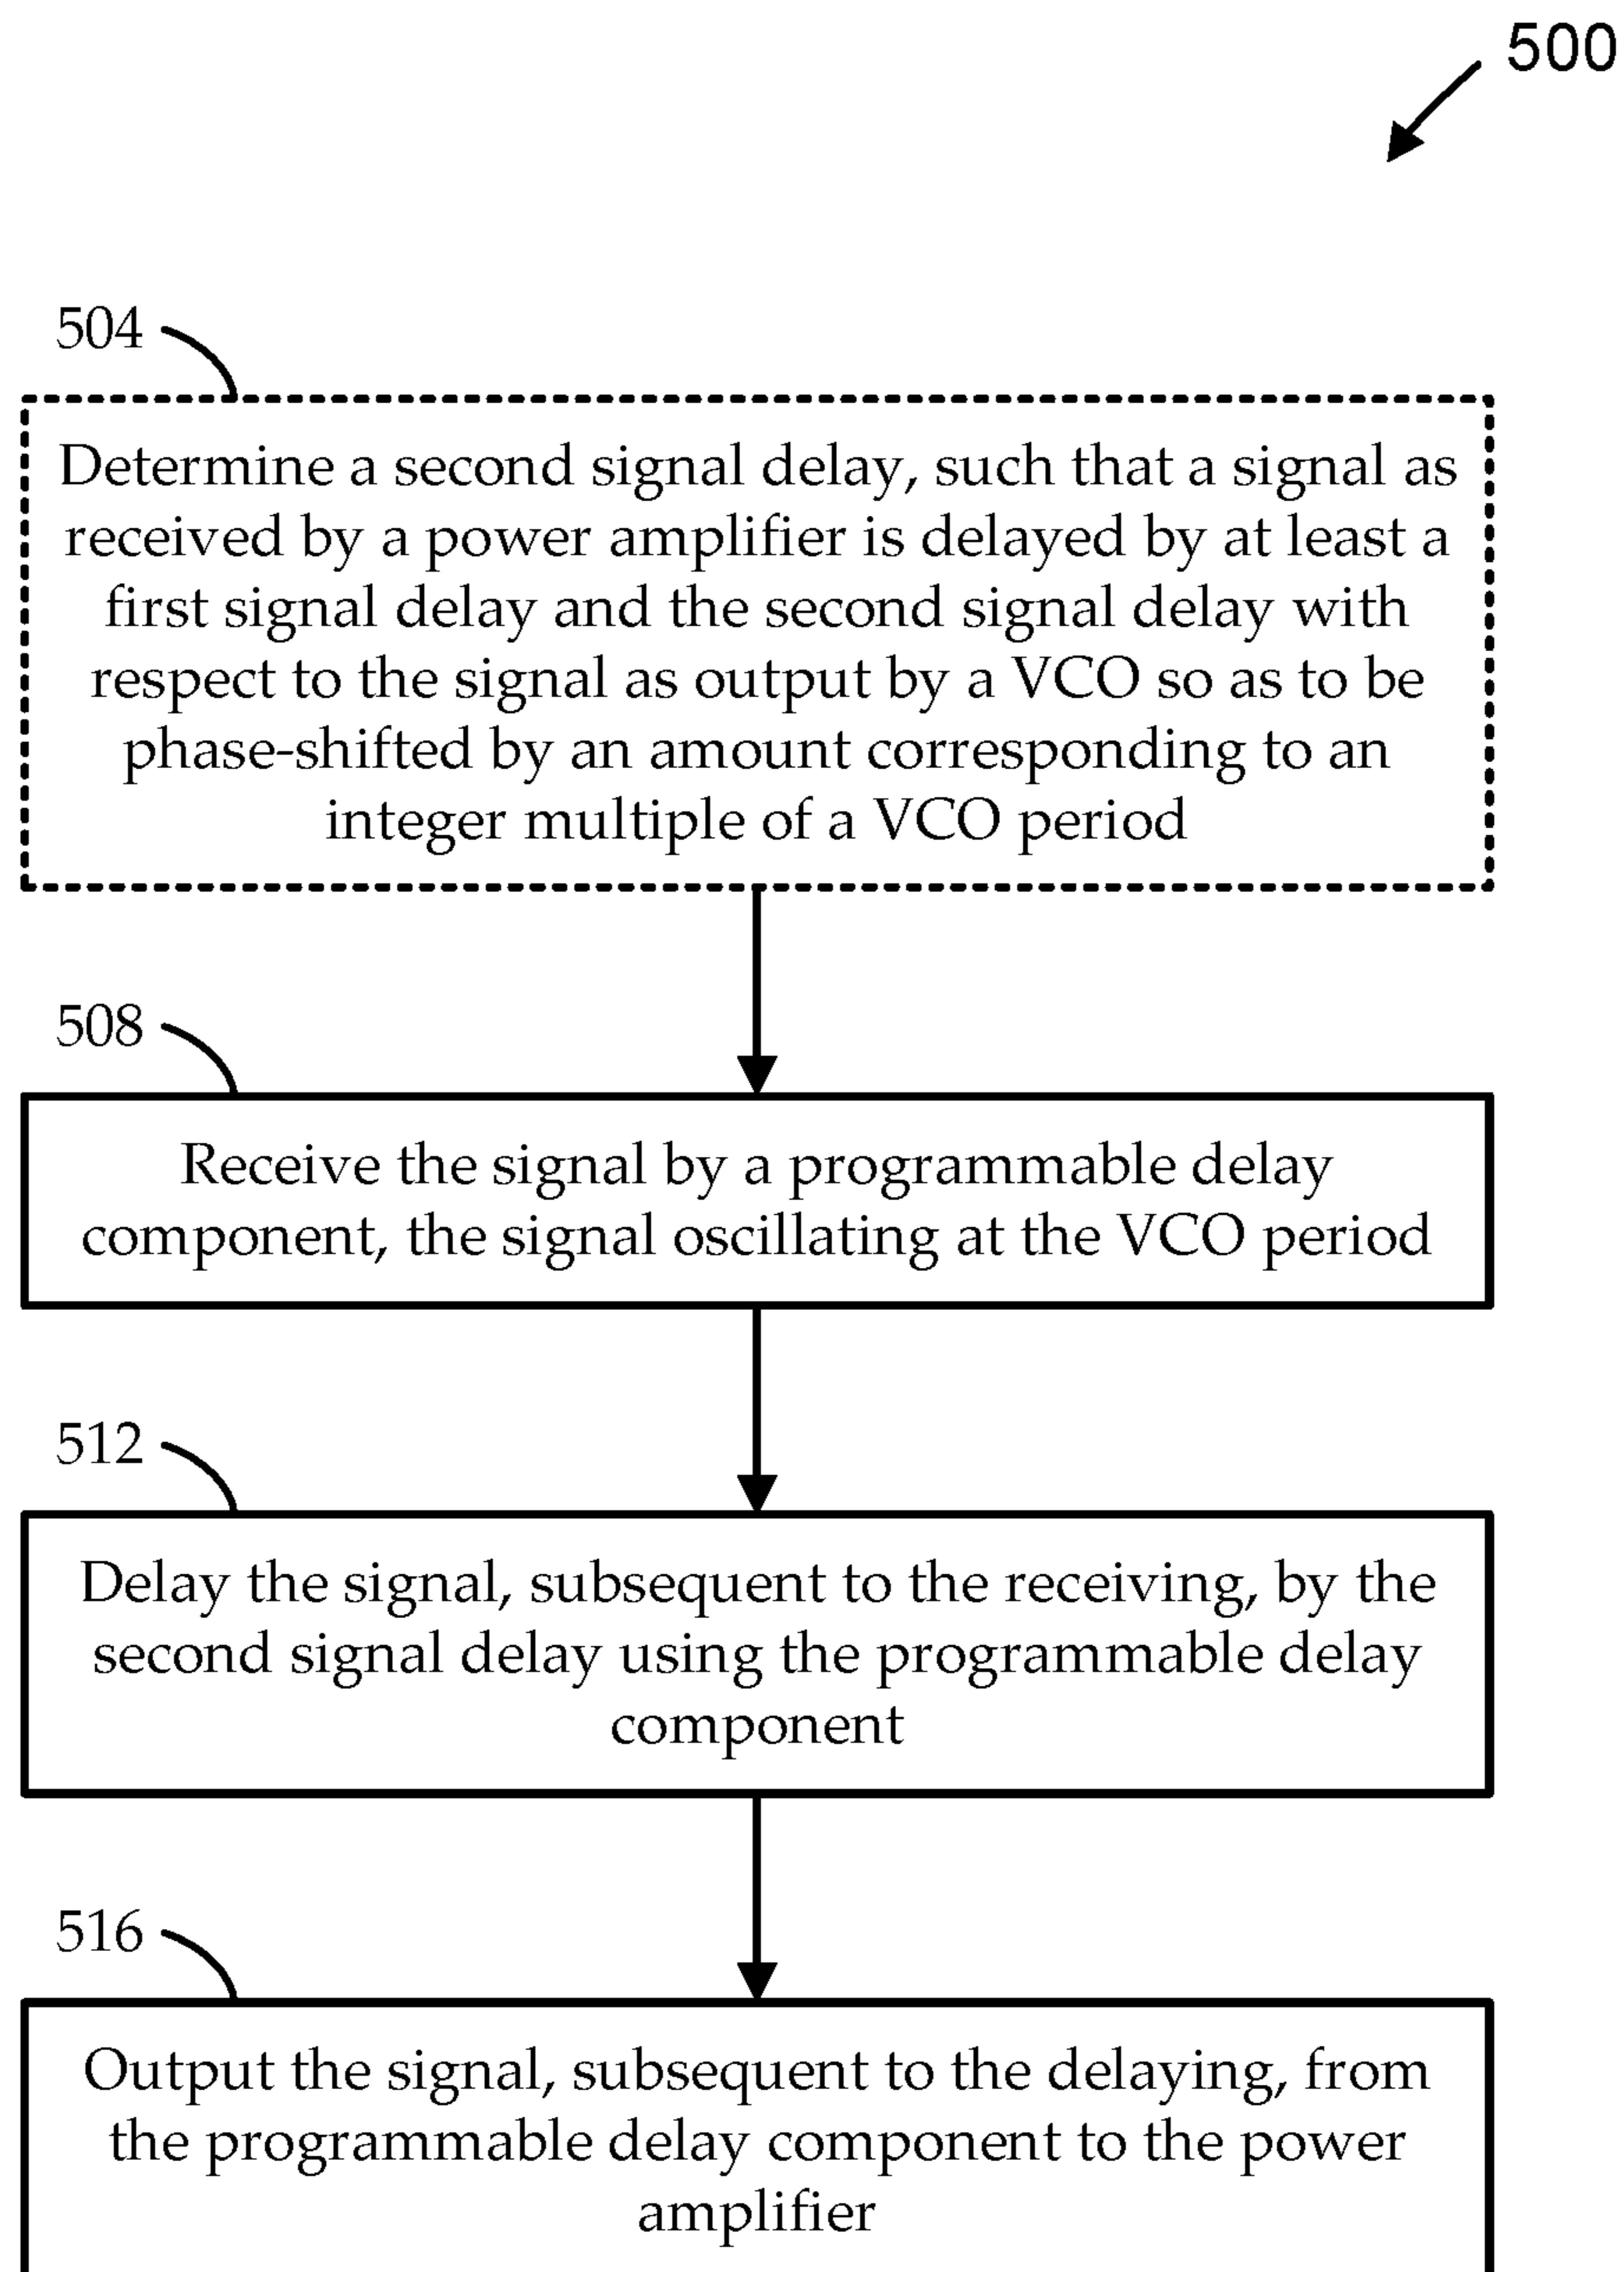 500
504
Determine a second signal delay, such that a signal as
received by a power amplifier is delayed by at least a
first signal delay and the second signal delay with
respect to the signal as output by a VCO so as to be
phase-shifted by an amount corresponding to an
integer multiple of a VCO period
508
Receive the signal by a programmable delay
component, the signal oscillating at the VCO period
512
Delay the signal, subsequent to the receiving, by the
second signal delay using the programmable delay
component
516
Output the signal, subsequent to the delaying, from
the programmable delay component to the power
amplifier